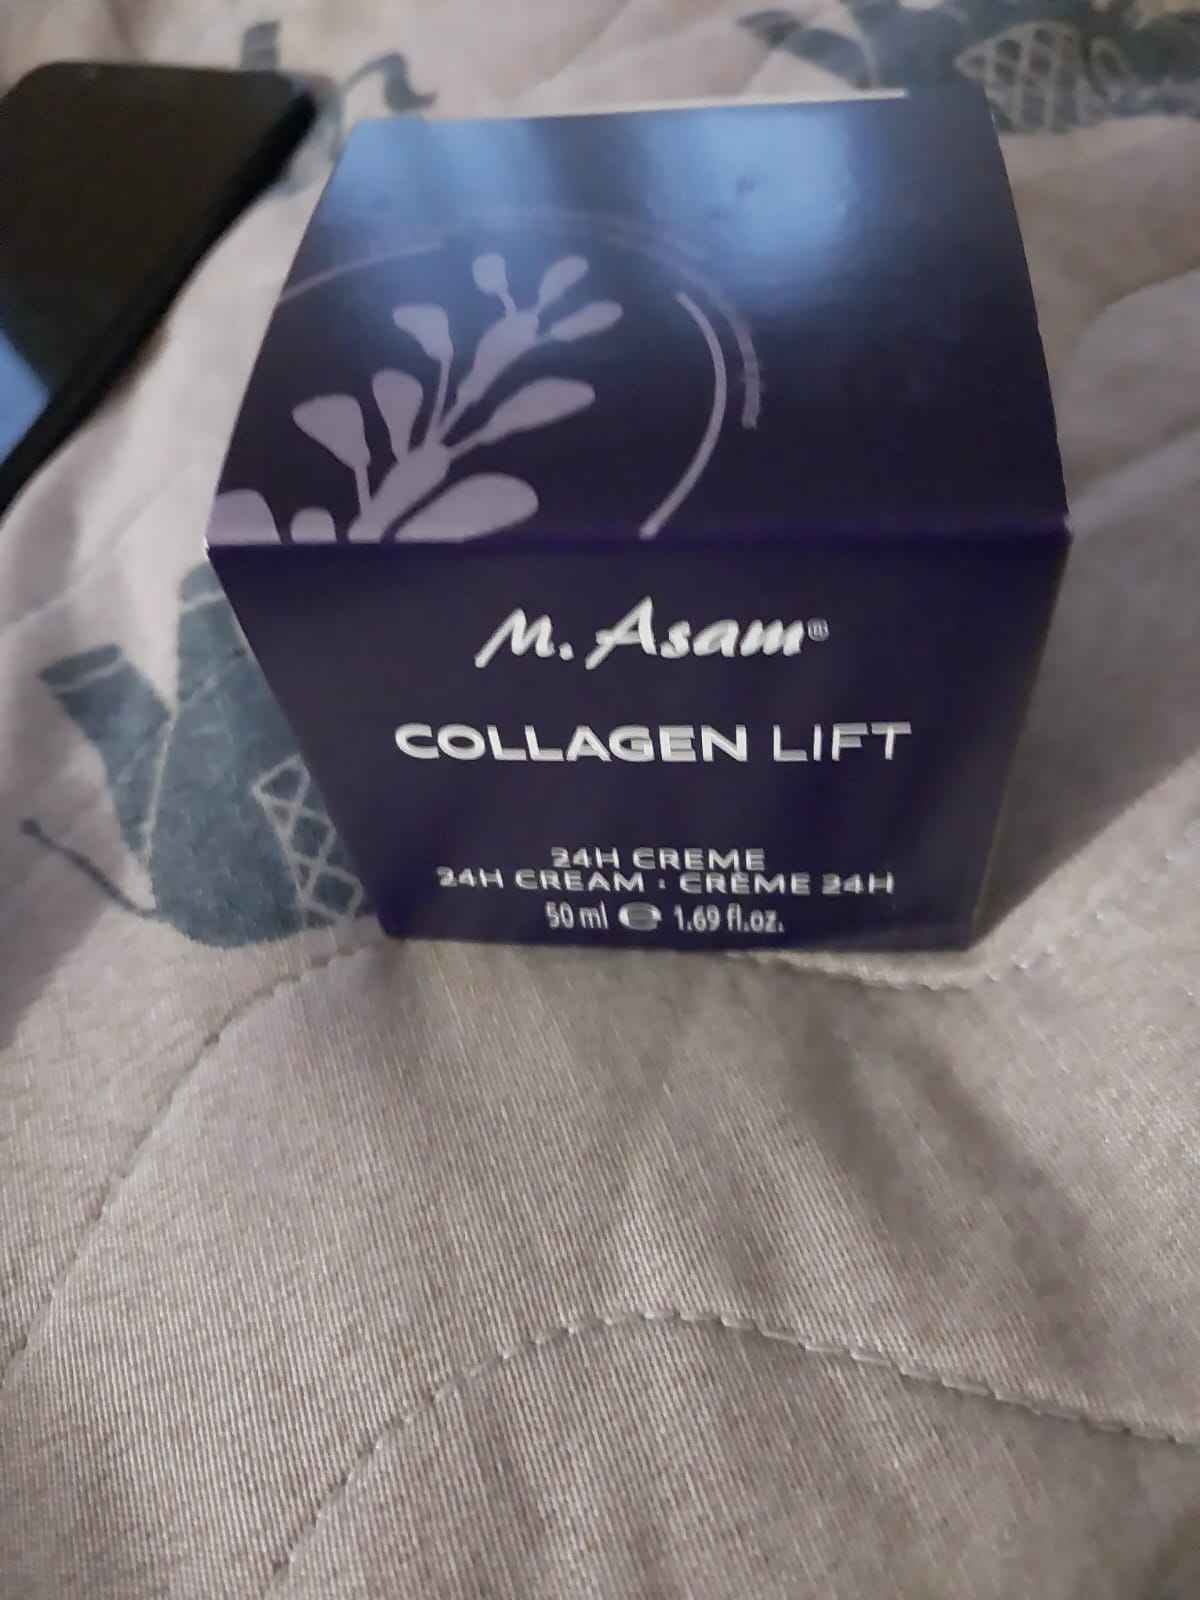 M. Asam®
COLLAGEN LIFT
24H CREME
24H CREAM • CRÈME 24H
50 ml ℮ 1.69 fl.oz.